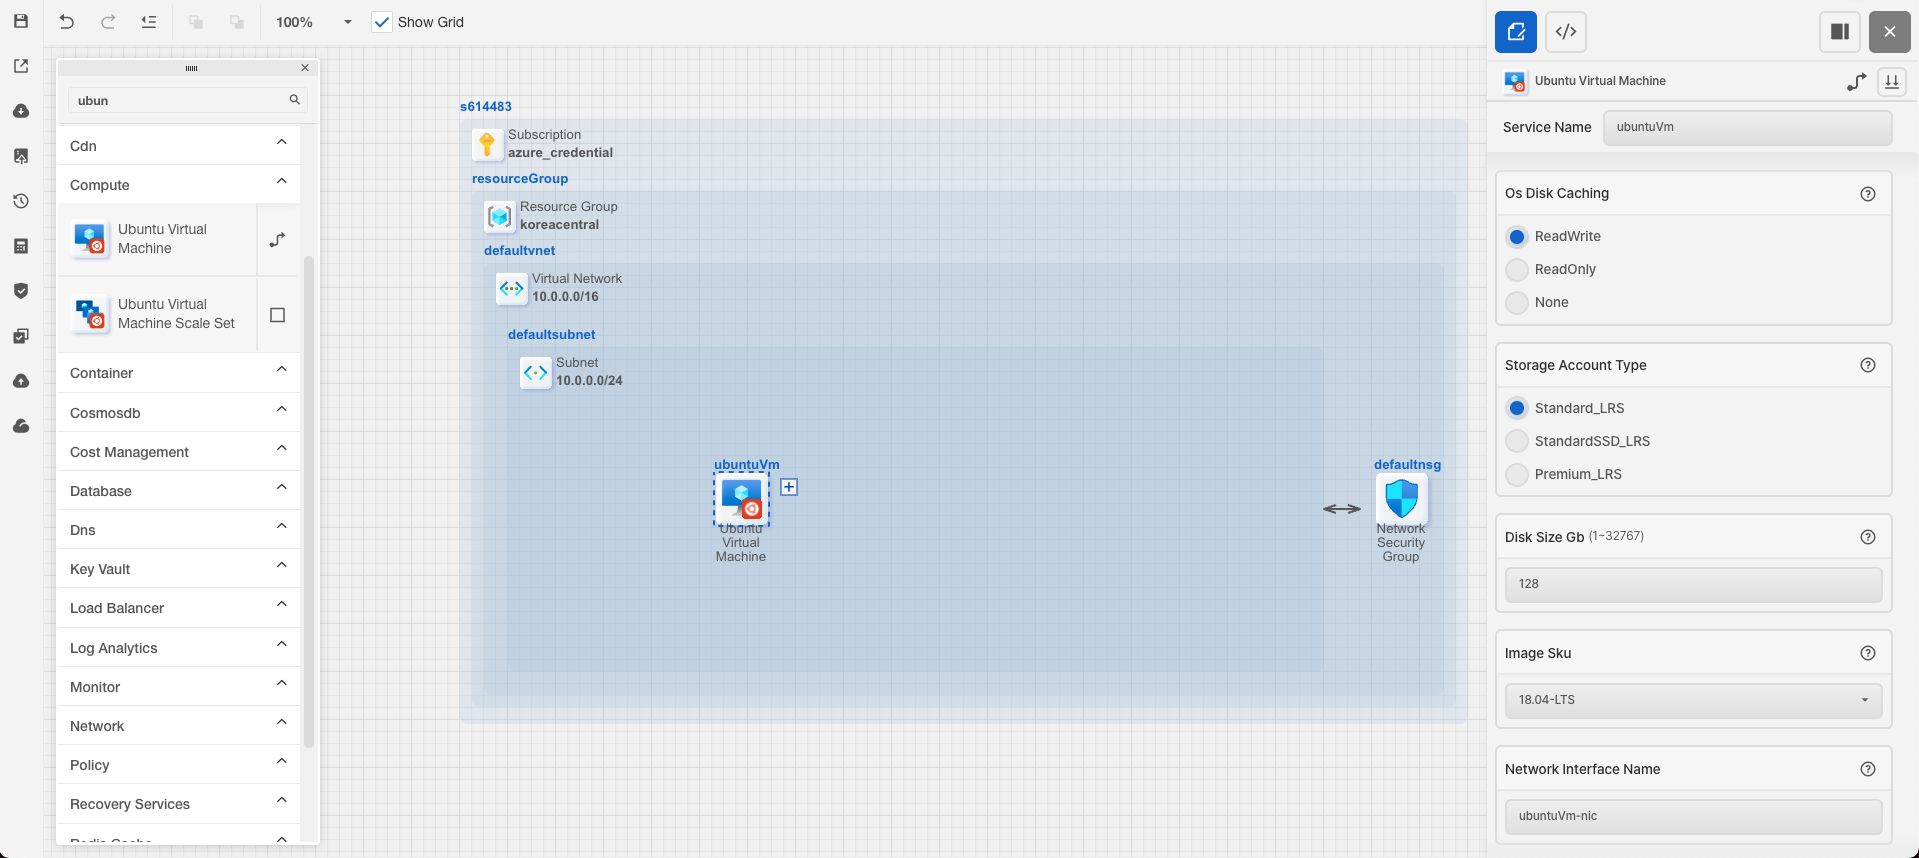 100%
Show Grid
ubun
Cdn
Compute
Ubuntu Virtual
Machine
Ubuntu Virtual
Machine Scale Set
Container
Cosmosdb
Cost Management
Database
Dns
Key Vault
Load Balancer
Log Analytics
Monitor
Network
Policy
Recovery Services
s614483
Subscription
azure_credential
resourceGroup
Resource Group
koreacentral
defaultvnet
Virtual Network
10.0.0.0/16
defaultsubnet
Subnet
10.0.0.0/24
ubuntuVm
Ubuntu
Virtual
Machine
defaultnsg
Network
Security
Group
Ubuntu Virtual Machine
Service Name
ubuntuVm
Os Disk Caching
ReadWrite
ReadOnly
None
Storage Account Type
Standard_LRS
StandardSSD_LRS
Premium_LRS
Disk Size Gb (1~32767)
128
Image Sku
18.04-LTS
Network Interface Name
ubuntuVm-nic